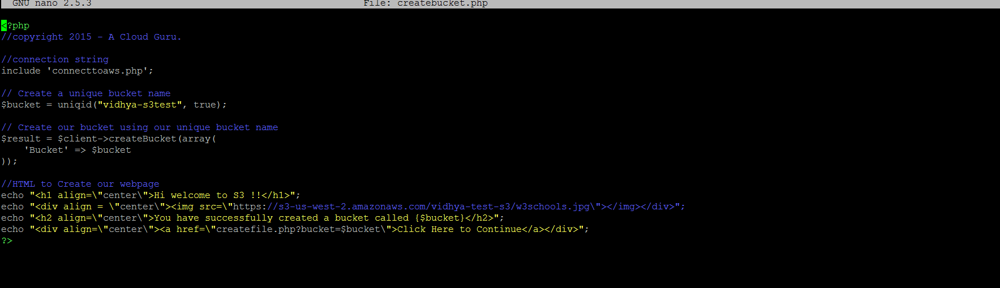 GNU nano 2.5.3 File: createbucket.php
<?php
//copyright 2015 - A Cloud Guru.
//connection string
include 'connecttoaws.php';
// Create a unique bucket name
$bucket = uniqid("vidhya-s3test", true);
// Create our bucket using our unique bucket name
$result = $client->createBucket(array(
    'Bucket' => $bucket
));
//HTML to Create our webpage
echo "<h1 align=\"center\">Hi welcome to S3 !!</h1>";
echo "<div align = \"center\"><img src=\"https://s3-us-west-2.amazonaws.com/vidhya-test-s3/w3schools.jpg\"></img></div>";
echo "<h2 align=\"center\">You have successfully created a bucket called {$bucket}</h2>";
echo "<div align=\"center\"><a href=\"createfile.php?bucket=$bucket\">Click Here to Continue</a></div>";
?>